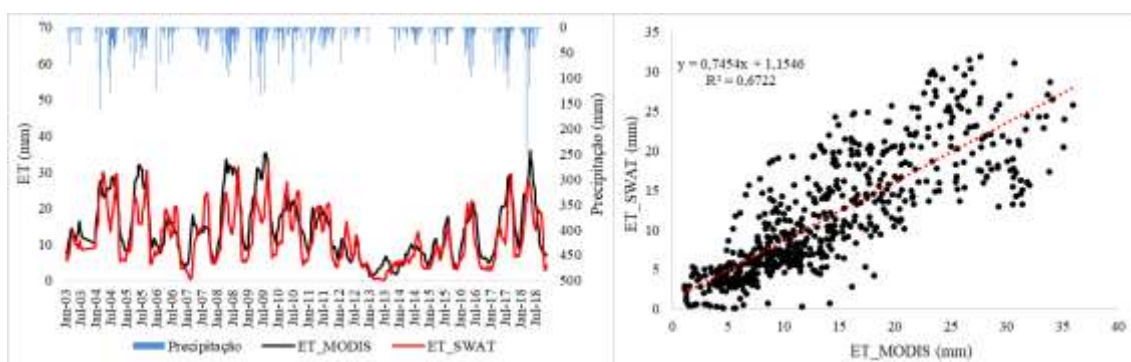 70
60
50
40
30
20
10
0
ET (mm)
0
50
100
150
200
250
300
350
400
450
500
Precipitação (mm)
Jan-03
Jul-03
Jan-04
Jul-04
Jan-05
Jul-05
Jan-06
Jul-06
Jan-07
Jul-07
Jan-08
Jul-08
Jan-09
Jul-09
Jan-10
Jul-10
Jan-11
Jul-11
Jan-12
Jul-12
Jan-13
Jul-13
Jan-14
Jul-14
Jan-15
Jul-15
Jan-16
Jul-16
Jan-17
Jul-17
Jan-18
Jul-18
Precipitação ET_MODIS ET_SWAT
y = 0,7454x + 1,1546
R² = 0,6722
35
30
25
20
15
10
5
0
ET_SWAT (mm)
0 5 10 15 20 25 30 35 40
ET_MODIS (mm)